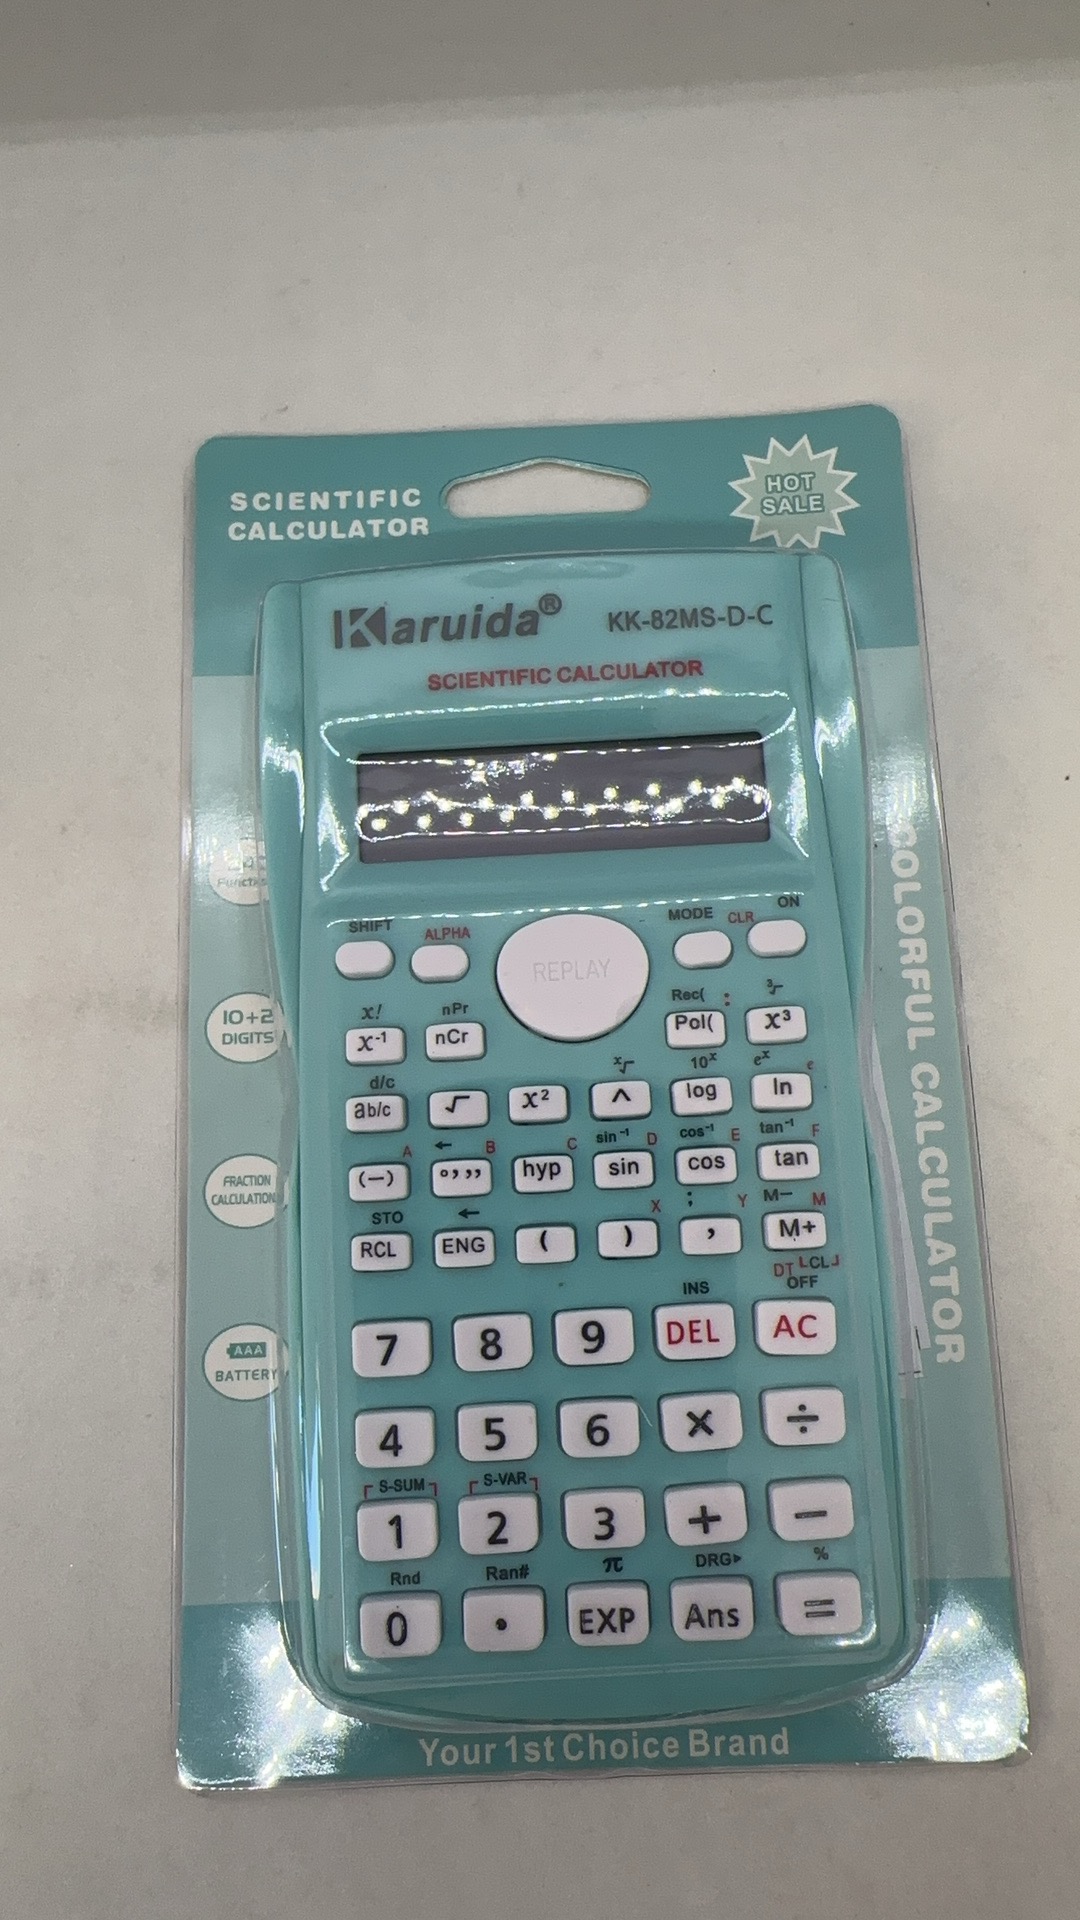 SCIENTIFIC
CALCULATOR
HOT
SALE
Karuida® KK-82MS-D-C
SCIENTIFIC CALCULATOR
SHIFT ALPHA MODE CLR ON
REPLAY
x! nPr Rec( : ³√
x⁻¹ nCr Pol( x³
d/c ˣ√ 10ˣ eˣ e
ab/c √ x² ^ log ln
A ← B C sin⁻¹ D cos⁻¹ E tan⁻¹ F
(—) °,,, hyp sin cos tan
STO ← X ; Y M− M
RCL ENG ( ) , M+
INS DT CL
OFF
7 8 9 DEL AC
4 5 6 × ÷
S-SUM S-VAR
1 2 3 + −
Rnd Ran# π DRG▸ %
0 . EXP Ans =
10+2
DIGITS
FRACTION
CALCULATION
AAA
BATTERY
COLORFUL CALCULATOR
Your 1st Choice Brand